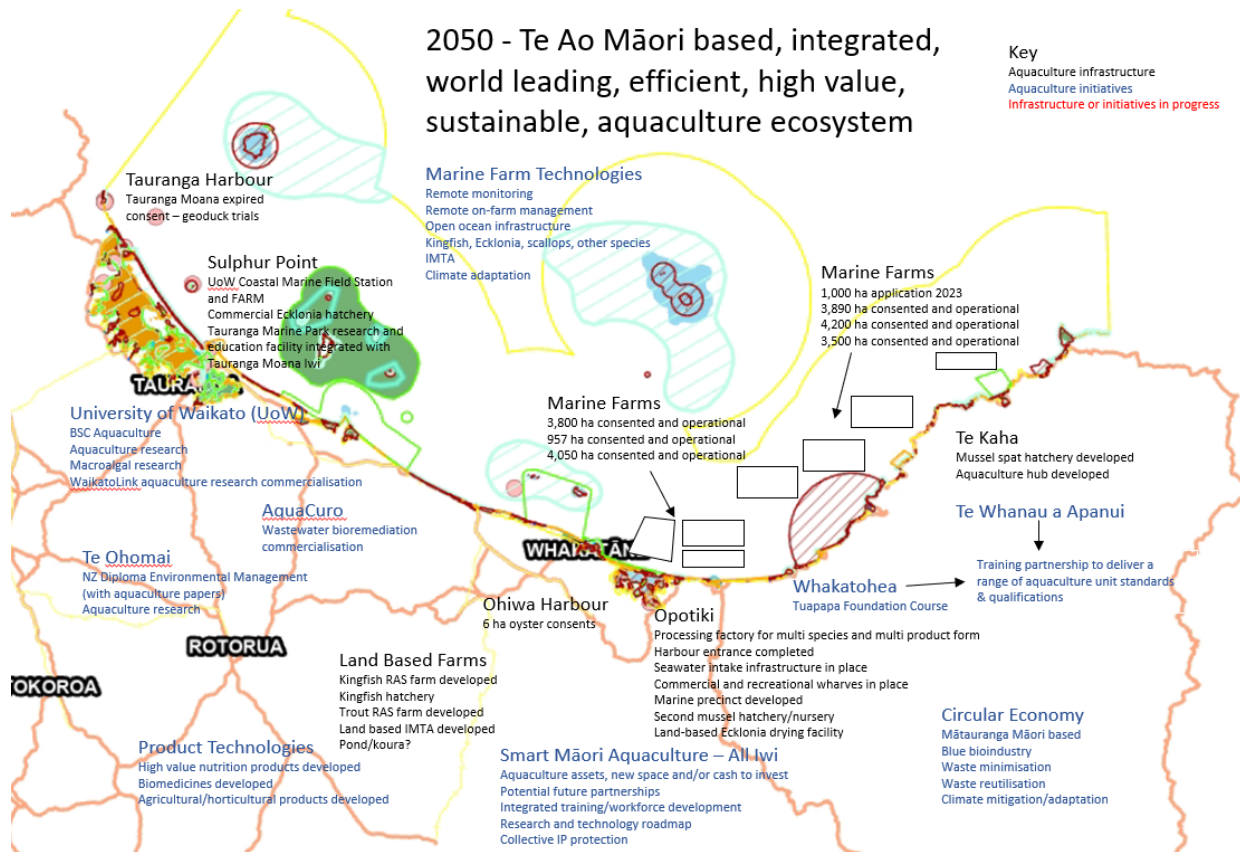 2050 - Te Ao Māori based, integrated,
world leading, efficient, high value,
sustainable, aquaculture ecosystem
Key
Aquaculture infrastructure
Aquaculture initiatives
Infrastructure or initiatives in progress
Tauranga Harbour
Tauranga Moana expired
consent – geoduck trials
Marine Farm Technologies
Remote monitoring
Remote on-farm management
Open ocean infrastructure
Kingfish, Ecklonia, scallops, other species
IMTA
Climate adaptation
Sulphur Point
UoW Coastal Marine Field Station
and FARM
Commercial Ecklonia hatchery
Tauranga Marine Park research and
education facility integrated with
Tauranga Moana Iwi
Marine Farms
1,000 ha application 2023
3,890 ha consented and operational
4,200 ha consented and operational
3,500 ha consented and operational
University of Waikato (UoW)
BSC Aquaculture
Aquaculture research
Macroalgal research
WaikatoLink aquaculture research commercialisation
Marine Farms
3,800 ha consented and operational
957 ha consented and operational
4,050 ha consented and operational
Te Kaha
Mussel spat hatchery developed
Aquaculture hub developed
AquaCuro
Wastewater bioremediation
commercialisation
Te Whanau a Apanui
Te Ohomai
NZ Diploma Environmental Management
(with aquaculture papers)
Aquaculture research
Training partnership to deliver a
range of aquaculture unit standards
& qualifications
Whakatohea
Tuapapa Foundation Course
Ohiwa Harbour
6 ha oyster consents
ROTORUA
OKOROA
Opotiki
Processing factory for multi species and multi product form
Harbour entrance completed
Seawater intake infrastructure in place
Commercial and recreational wharves in place
Marine precinct developed
Second mussel hatchery/nursery
Land-based Ecklonia drying facility
Land Based Farms
Kingfish RAS farm developed
Kingfish hatchery
Trout RAS farm developed
Land based IMTA developed
Pond/koura?
Product Technologies
High value nutrition products developed
Biomedicines developed
Agricultural/horticultural products developed
Smart Māori Aquaculture – All Iwi
Aquaculture assets, new space and/or cash to invest
Potential future partnerships
Integrated training/workforce development
Research and technology roadmap
Collective IP protection
Circular Economy
Mātauranga Māori based
Blue bioindustry
Waste minimisation
Waste reutilisation
Climate mitigation/adaptation